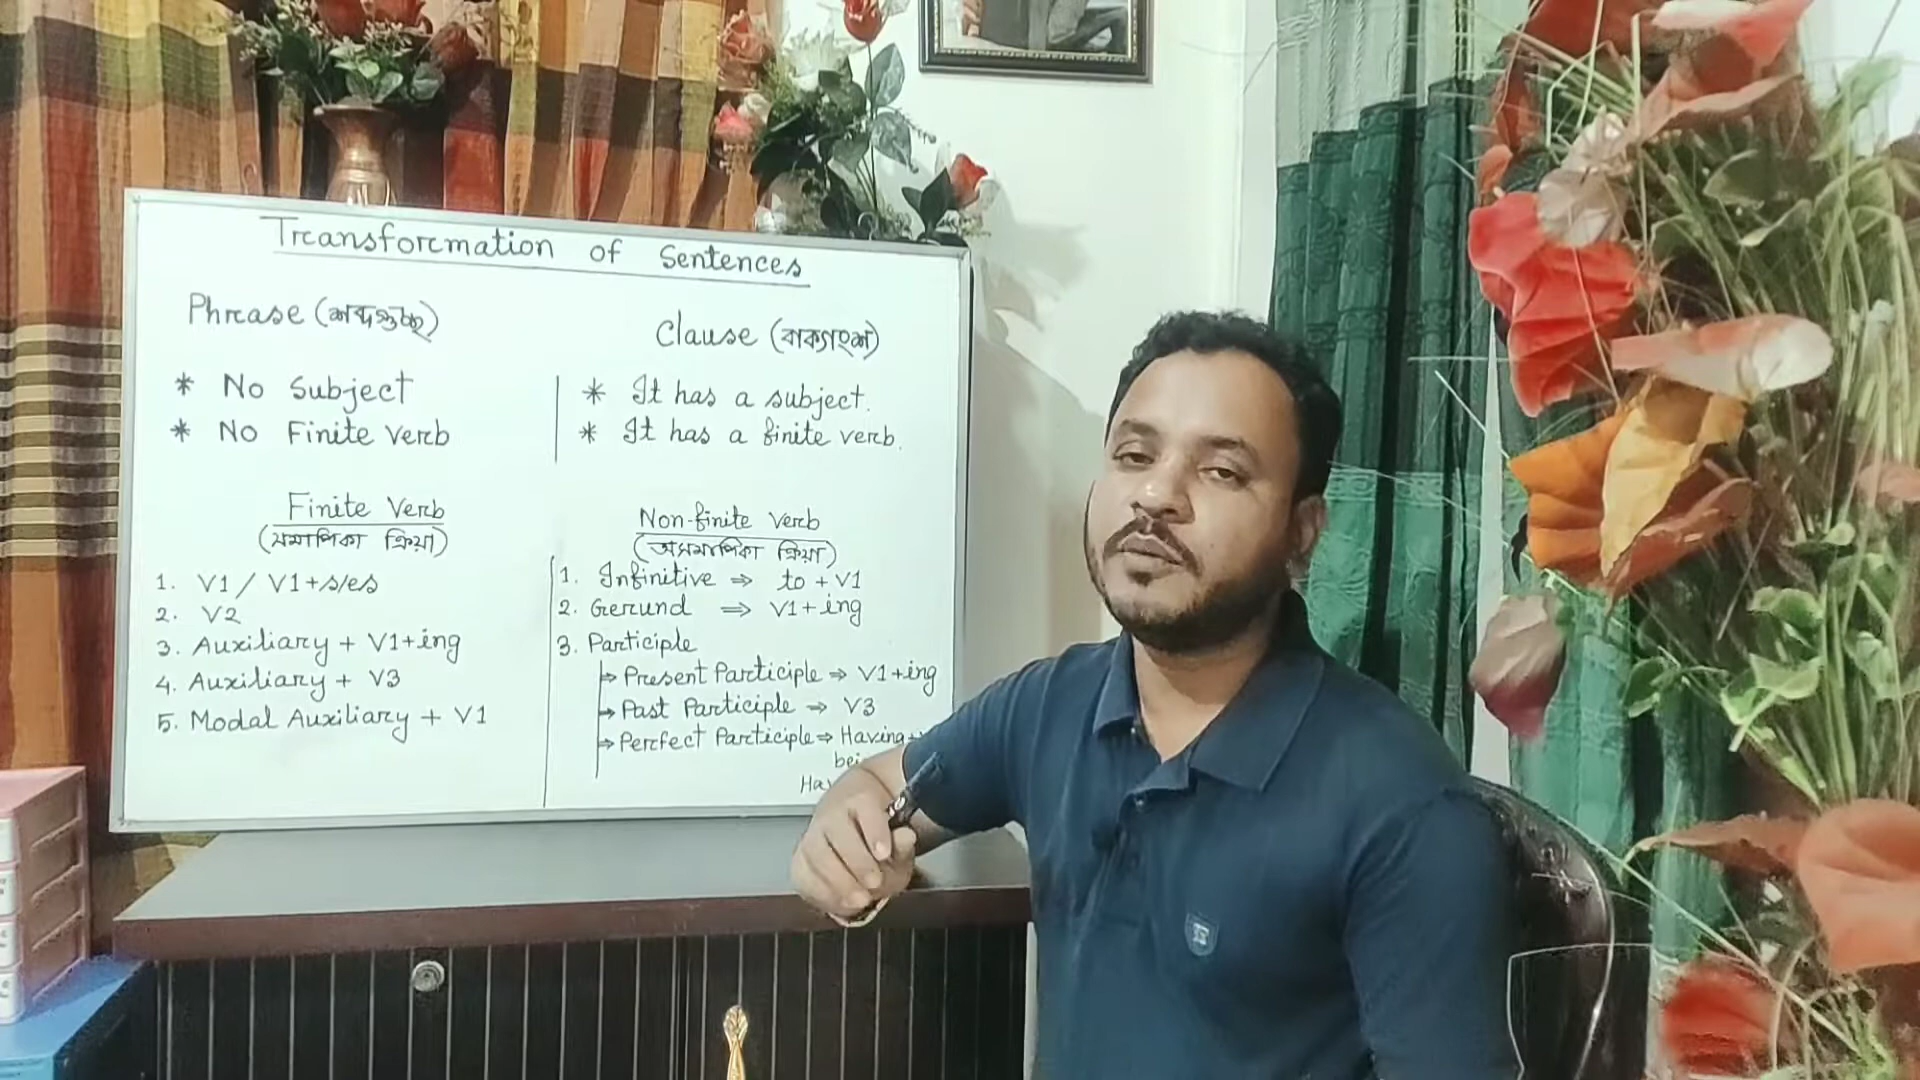 Transformation of Sentences
Phrase (শব্দগুচ্ছ)
* No Subject
* No Finite Verb
Clause (বাক্যাংশ)
* It has a subject.
* It has a finite verb.
Finite Verb
(সমাপিকা ক্রিয়া)
1. V1 / V1+s/es
2. V2
3. Auxiliary + V1+ing
4. Auxiliary + V3
5. Modal Auxiliary + V1
Non-finite Verb
(অসমাপিকা ক্রিয়া)
1. Infinitive ⇒ to + V1
2. Gerund ⇒ V1+ing
3. Participle
→ Present Participle ⇒ V1+ing
→ Past Participle ⇒ V3
→ Perfect Participle ⇒ Having+